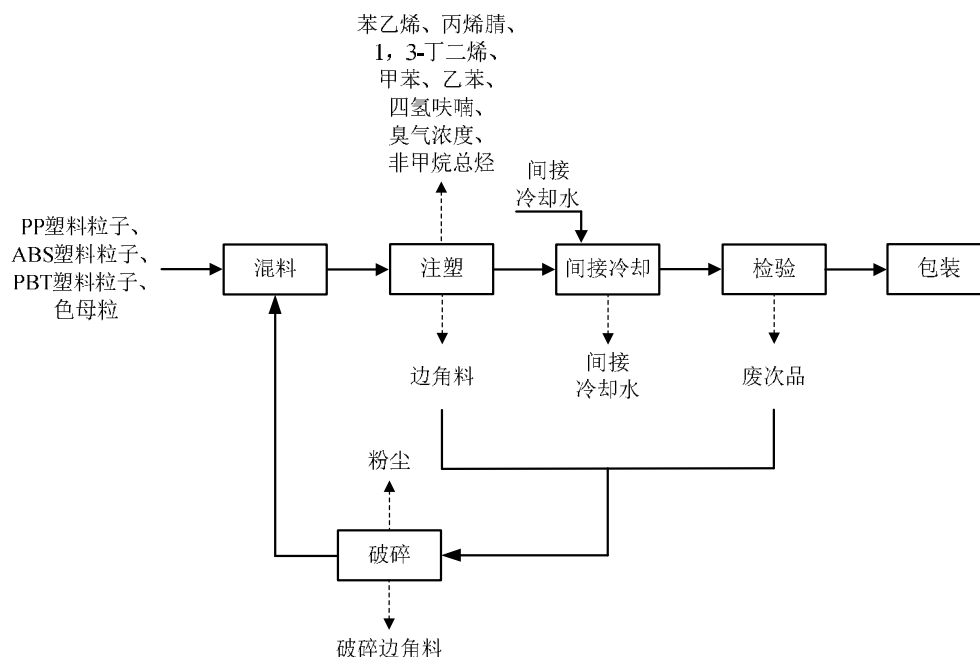 苯乙烯、丙烯腈、
1，3-丁二烯、
甲苯、乙苯、
四氢呋喃、
臭气浓度、
非甲烷总烃
间接
冷却水
PP塑料粒子、
ABS塑料粒子、
PBT塑料粒子、
色母粒
混料
注塑
间接冷却
检验
包装
边角料
间接
冷却水
废次品
粉尘
破碎
破碎边角料